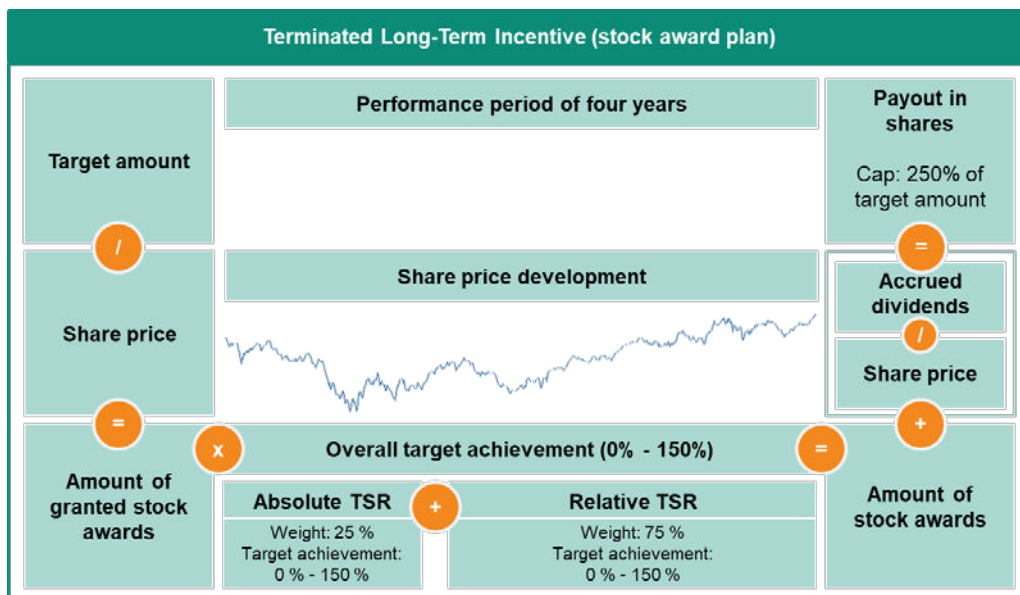 Terminated Long-Term Incentive (stock award plan)
Target amount
/
Share price
=
Amount of
granted stock
awards
Performance period of four years
Share price development
x
Overall target achievement (0% - 150%)
=
Absolute TSR
Weight: 25 %
Target achievement:
0 % - 150 %
+
Relative TSR
Weight: 75 %
Target achievement:
0 % - 150 %
Payout in
shares
Cap: 250% of
target amount
=
Accrued
dividends
/
Share price
+
Amount of
stock awards